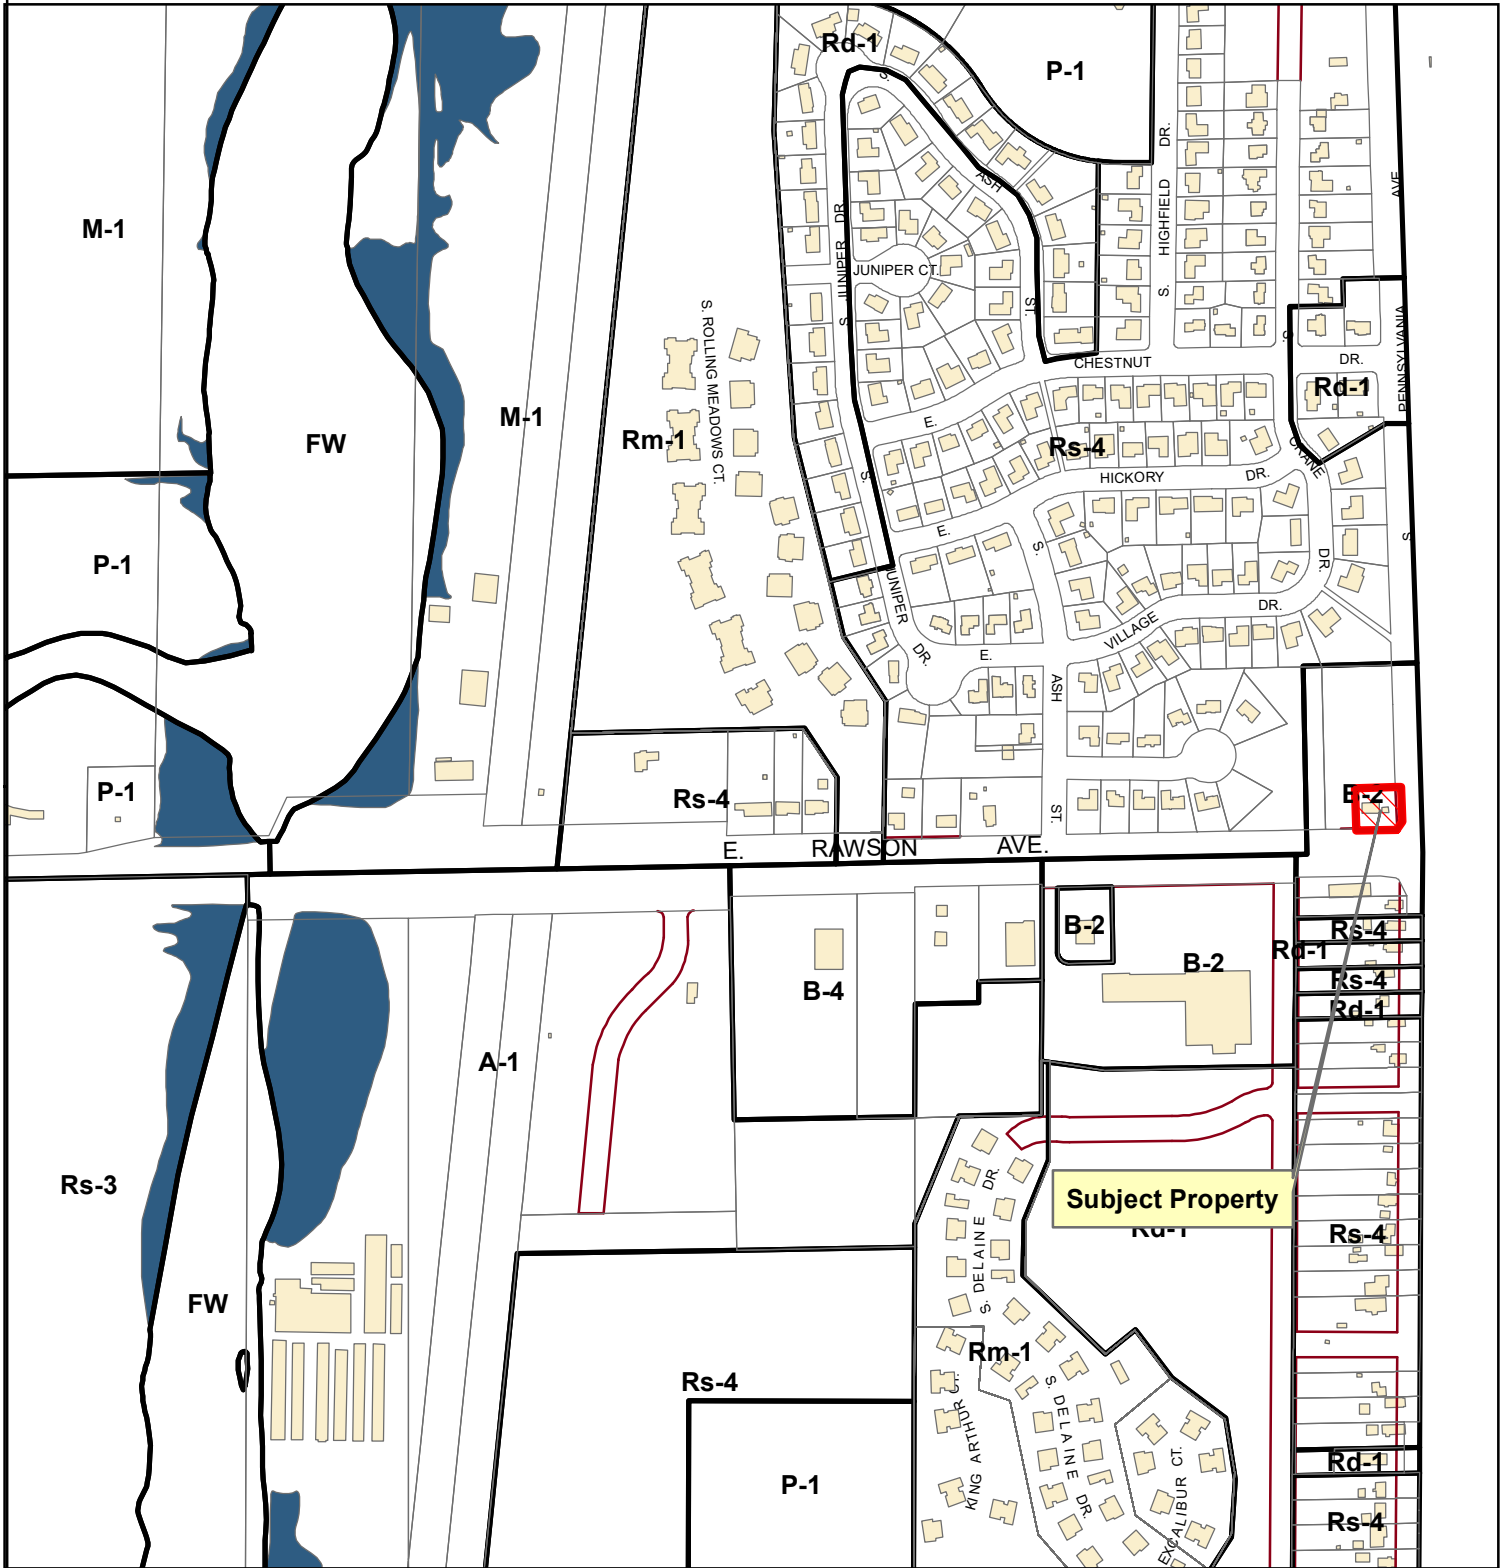 Rd-1
P-1
S.
DR.
AVE
M-1
ASH
S. HIGHFIELD
S. JUNIPER DR.
JUNIPER CT.
S. ROLLING MEADOWS CT.
ST.
S.
PENNSYLVANIA
CHESTNUT
DR.
Rd-1
M-1
E.
FW
Rm-1
Rs-4
CRANE
S.
HICKORY
DR.
E.
S.
S.
P-1
DR.
JUNIPER
DR.
VILLAGE
DR.
E.
ASH
P-1
Rs-4
B-2
ST.
E. RAWSON AVE.
B-2
Rs-4
Rd-1
B-2
B-4
Rs-4
Rd-1
A-1
DR.
Rs-3
Subject Property
Rd-1
Rs-4
S. DELAINE
FW
Rm-1
Rs-4
S. DELAINE DR.
KING ARTHUR CT.
Rd-1
P-1
EXCALIBUR CT.
Rs-4